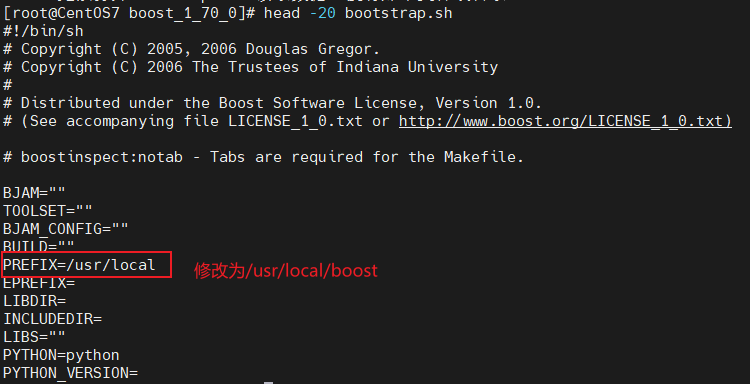 [root@CentOS7 boost_1_70_0]# head -20 bootstrap.sh
#!/bin/sh
# Copyright (C) 2005, 2006 Douglas Gregor.
# Copyright (C) 2006 The Trustees of Indiana University
#
# Distributed under the Boost Software License, Version 1.0.
# (See accompanying file LICENSE_1_0.txt or http://www.boost.org/LICENSE_1_0.txt)
# boostinspect:notab - Tabs are required for the Makefile.
BJAM=""
TOOLSET=""
BJAM_CONFIG=""
BUILD=""
PREFIX=/usr/local 修改为/usr/local/boost
EPREFIX=
LIBDIR=
INCLUDEDIR=
LIBS=""
PYTHON=python
PYTHON_VERSION=